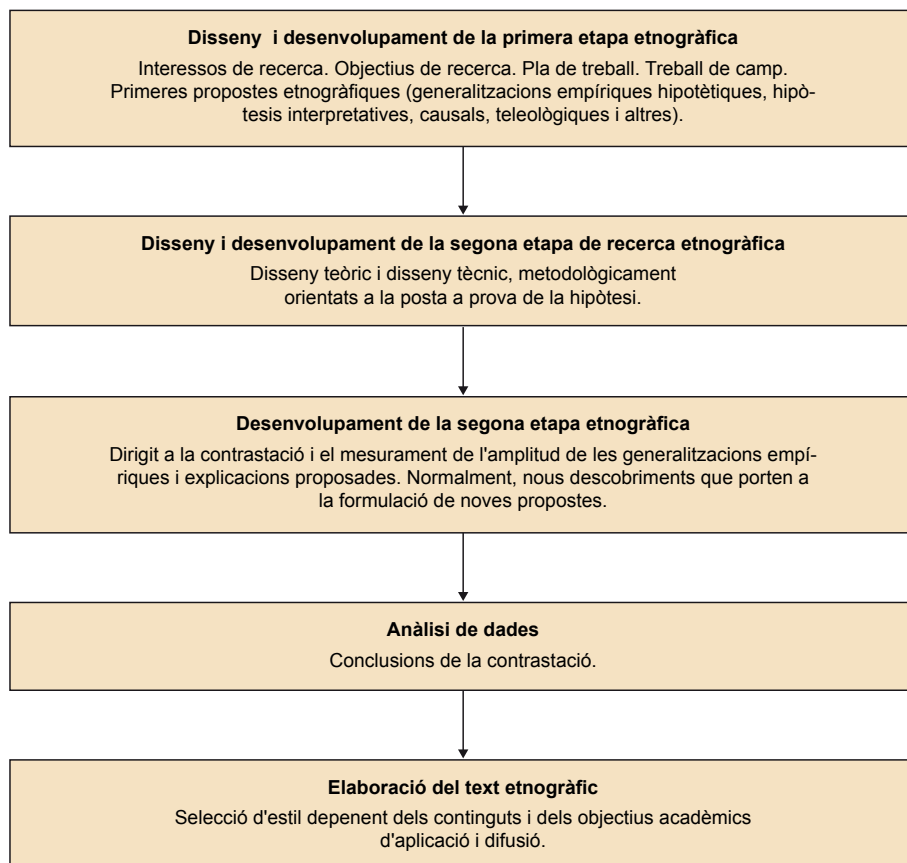 Disseny i desenvolupament de la primera etapa etnogràfica
Interessos de recerca. Objectius de recerca. Pla de treball. Treball de camp.
Primeres propostes etnogràfiques (generalitzacions empíriques hipotètiques, hipò-
tesis interpretatives, causals, teleològiques i altres).
Disseny i desenvolupament de la segona etapa de recerca etnogràfica
Disseny teòric i disseny tècnic, metodològicament
orientats a la posta a prova de la hipòtesi.
Desenvolupament de la segona etapa etnogràfica
Dirigit a la contrastació i el mesurament de l'amplitud de les generalitzacions empí-
riques i explicacions proposades. Normalment, nous descobriments que porten a
la formulació de noves propostes.
Anàlisi de dades
Conclusions de la contrastació.
Elaboració del text etnogràfic
Selecció d'estil depenent dels continguts i dels objectius acadèmics
d'aplicació i difusió.